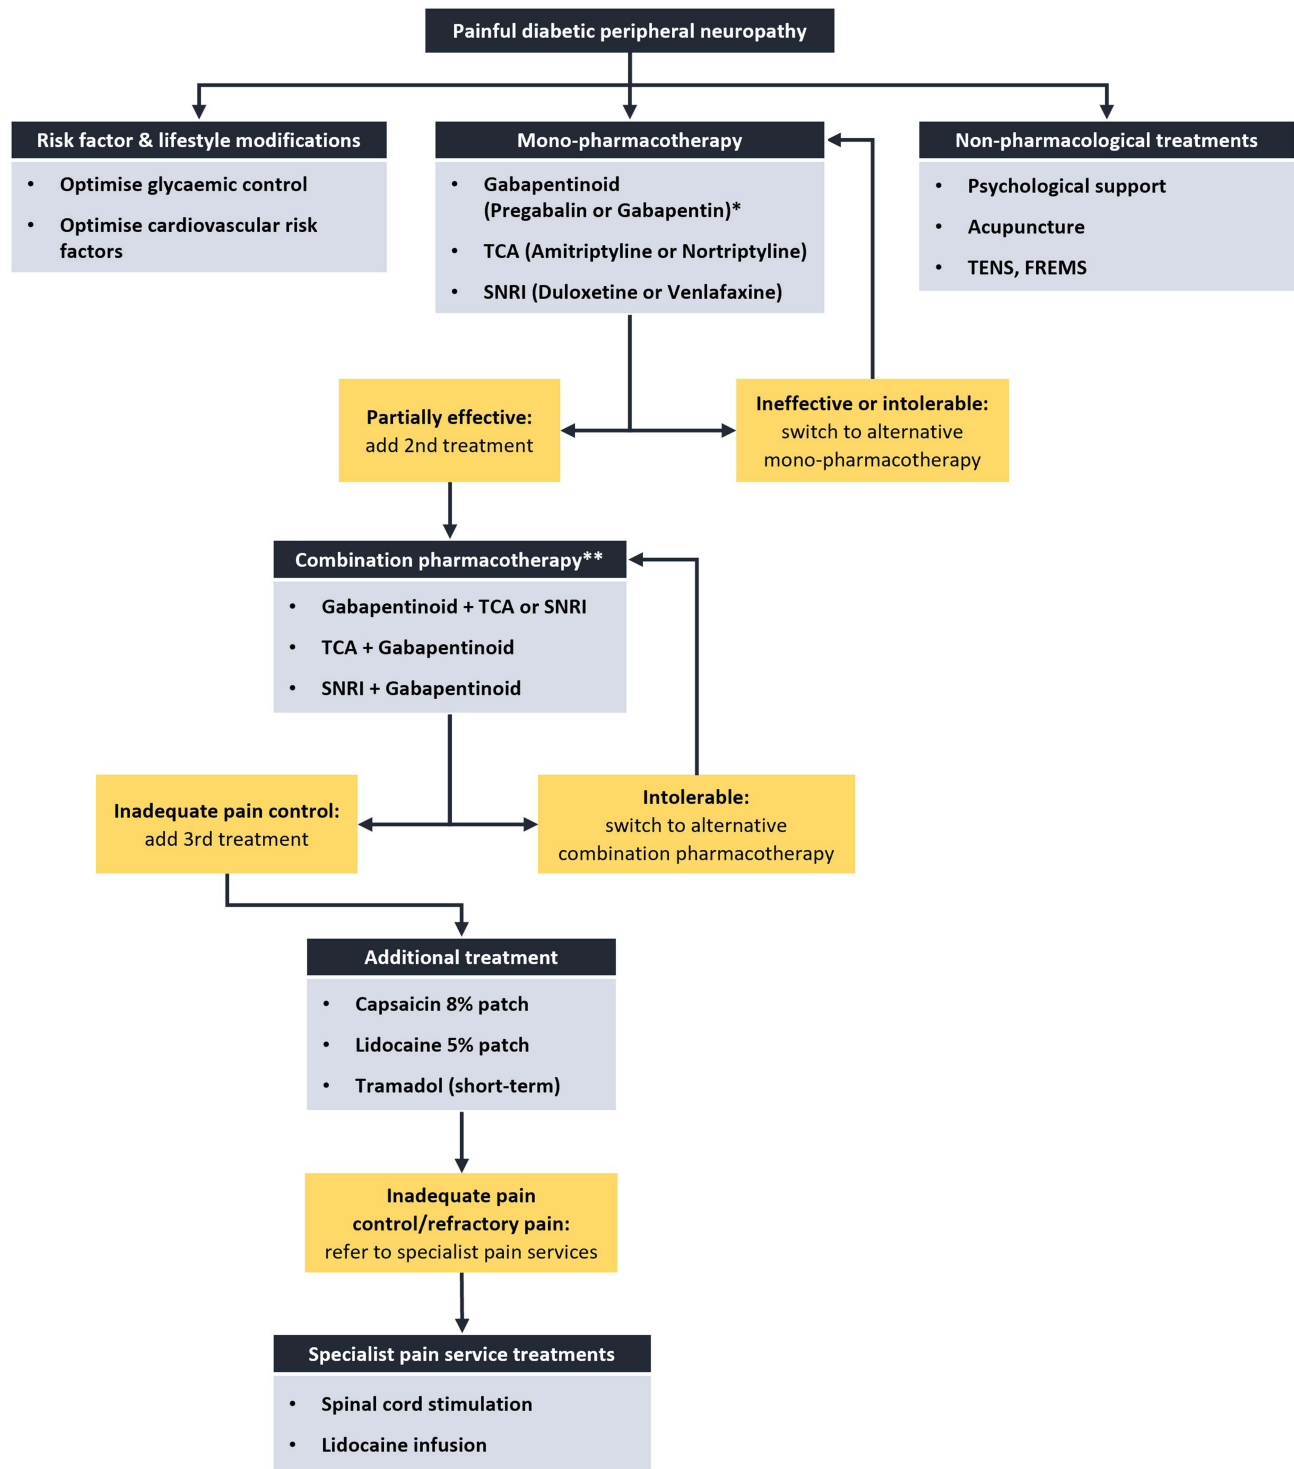 Painful diabetic peripheral neuropathy
Risk factor & lifestyle modifications
• Optimise glycaemic control
• Optimise cardiovascular risk
factors
Mono-pharmacotherapy
• Gabapentinoid
(Pregabalin or Gabapentin)*
• TCA (Amitriptyline or Nortriptyline)
• SNRI (Duloxetine or Venlafaxine)
Non-pharmacological treatments
• Psychological support
• Acupuncture
• TENS, FREMS
Partially effective:
add 2nd treatment
Ineffective or intolerable:
switch to alternative
mono-pharmacotherapy
Combination pharmacotherapy**
• Gabapentinoid + TCA or SNRI
• TCA + Gabapentinoid
• SNRI + Gabapentinoid
Inadequate pain control:
add 3rd treatment
Intolerable:
switch to alternative
combination pharmacotherapy
Additional treatment
• Capsaicin 8% patch
• Lidocaine 5% patch
• Tramadol (short-term)
Inadequate pain
control/refractory pain:
refer to specialist pain services
Specialist pain service treatments
• Spinal cord stimulation
• Lidocaine infusion